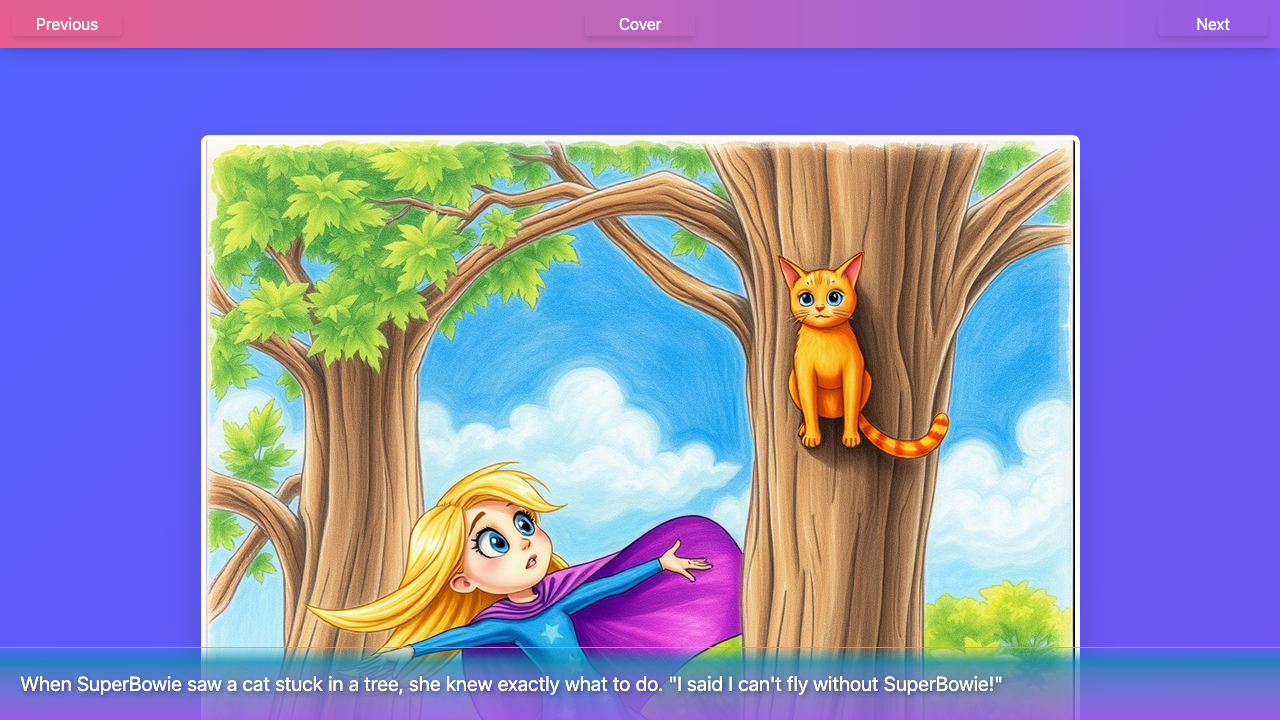 Previous
Cover
Next
When SuperBowie saw a cat stuck in a tree, she knew exactly what to do. "I said I can't fly without SuperBowie!"